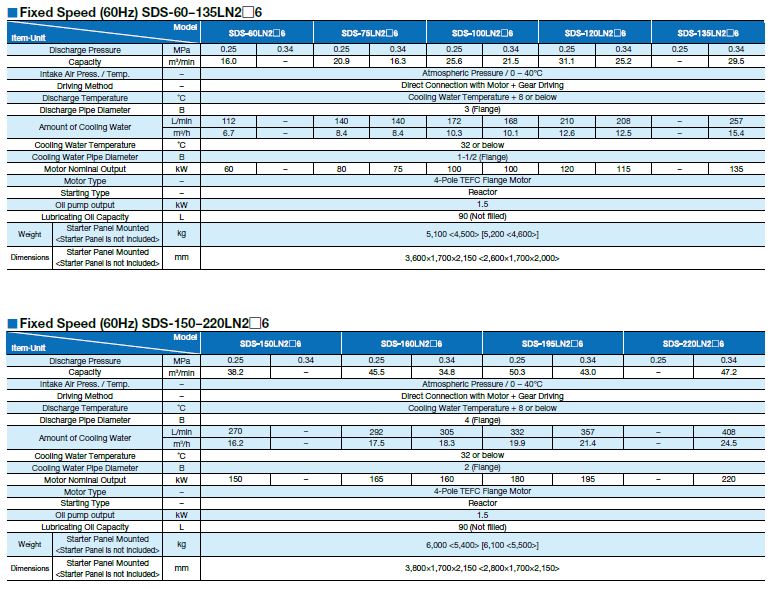 ■ Fixed Speed (60Hz) SDS-60–135LN2□6
Item·Unit Model SDS-60LN2□6 SDS-75LN2□6 SDS-100LN2□6 SDS-120LN2□6 SDS-135LN2□6
Discharge Pressure MPa 0.25 0.34 0.25 0.34 0.25 0.34 0.25 0.34 0.25 0.34
Capacity m³/min 16.0 – 20.9 16.3 25.6 21.5 31.1 25.2 – 29.5
Intake Air Press. / Temp. – Atmospheric Pressure / 0 – 40°C
Driving Method – Direct Connection with Motor + Gear Driving
Discharge Temperature °C Cooling Water Temperature + 8 or below
Discharge Pipe Diameter B 3 (Flange)
Amount of Cooling Water L/min 112 – 140 140 172 168 210 208 – 257
m³/h 6.7 – 8.4 8.4 10.3 10.1 12.6 12.5 – 15.4
Cooling Water Temperature °C 32 or below
Cooling Water Pipe Diameter B 1-1/2 (Flange)
Motor Nominal Output kW 60 – 80 75 100 100 120 115 – 135
Motor Type – 4-Pole TEFC Flange Motor
Starting Type – Reactor
Oil pump output kW 1.5
Lubricating Oil Capacity L 90 (Not filled)
Weight Starter Panel Mounted kg 5,100 <4,500> [5,200 <4,600>]
<Starter Panel is not included>
Dimensions Starter Panel Mounted mm 3,600×1,700×2,150 <2,600×1,700×2,000>
<Starter Panel is not included>
■ Fixed Speed (60Hz) SDS-150–220LN2□6
Item·Unit Model SDS-150LN2□6 SDS-160LN2□6 SDS-195LN2□6 SDS-220LN2□6
Discharge Pressure MPa 0.25 0.34 0.25 0.34 0.25 0.34 0.25 0.34
Capacity m³/min 38.2 – 45.5 34.8 50.3 43.0 – 47.2
Intake Air Press. / Temp. – Atmospheric Pressure / 0 – 40°C
Driving Method – Direct Connection with Motor + Gear Driving
Discharge Temperature °C Cooling Water Temperature + 8 or below
Discharge Pipe Diameter B 4 (Flange)
Amount of Cooling Water L/min 270 – 292 305 332 357 – 408
m³/h 16.2 – 17.5 18.3 19.9 21.4 – 24.5
Cooling Water Temperature °C 32 or below
Cooling Water Pipe Diameter B 2 (Flange)
Motor Nominal Output kW 150 – 165 160 180 195 – 220
Motor Type – 4-Pole TEFC Flange Motor
Starting Type – Reactor
Oil pump output kW 1.5
Lubricating Oil Capacity L 90 (Not filled)
Weight Starter Panel Mounted kg 6,000 <5,400> [6,100 <5,500>]
<Starter Panel is not included>
Dimensions Starter Panel Mounted mm 3,800×1,700×2,150 <2,800×1,700×2,150>
<Starter Panel is not included>